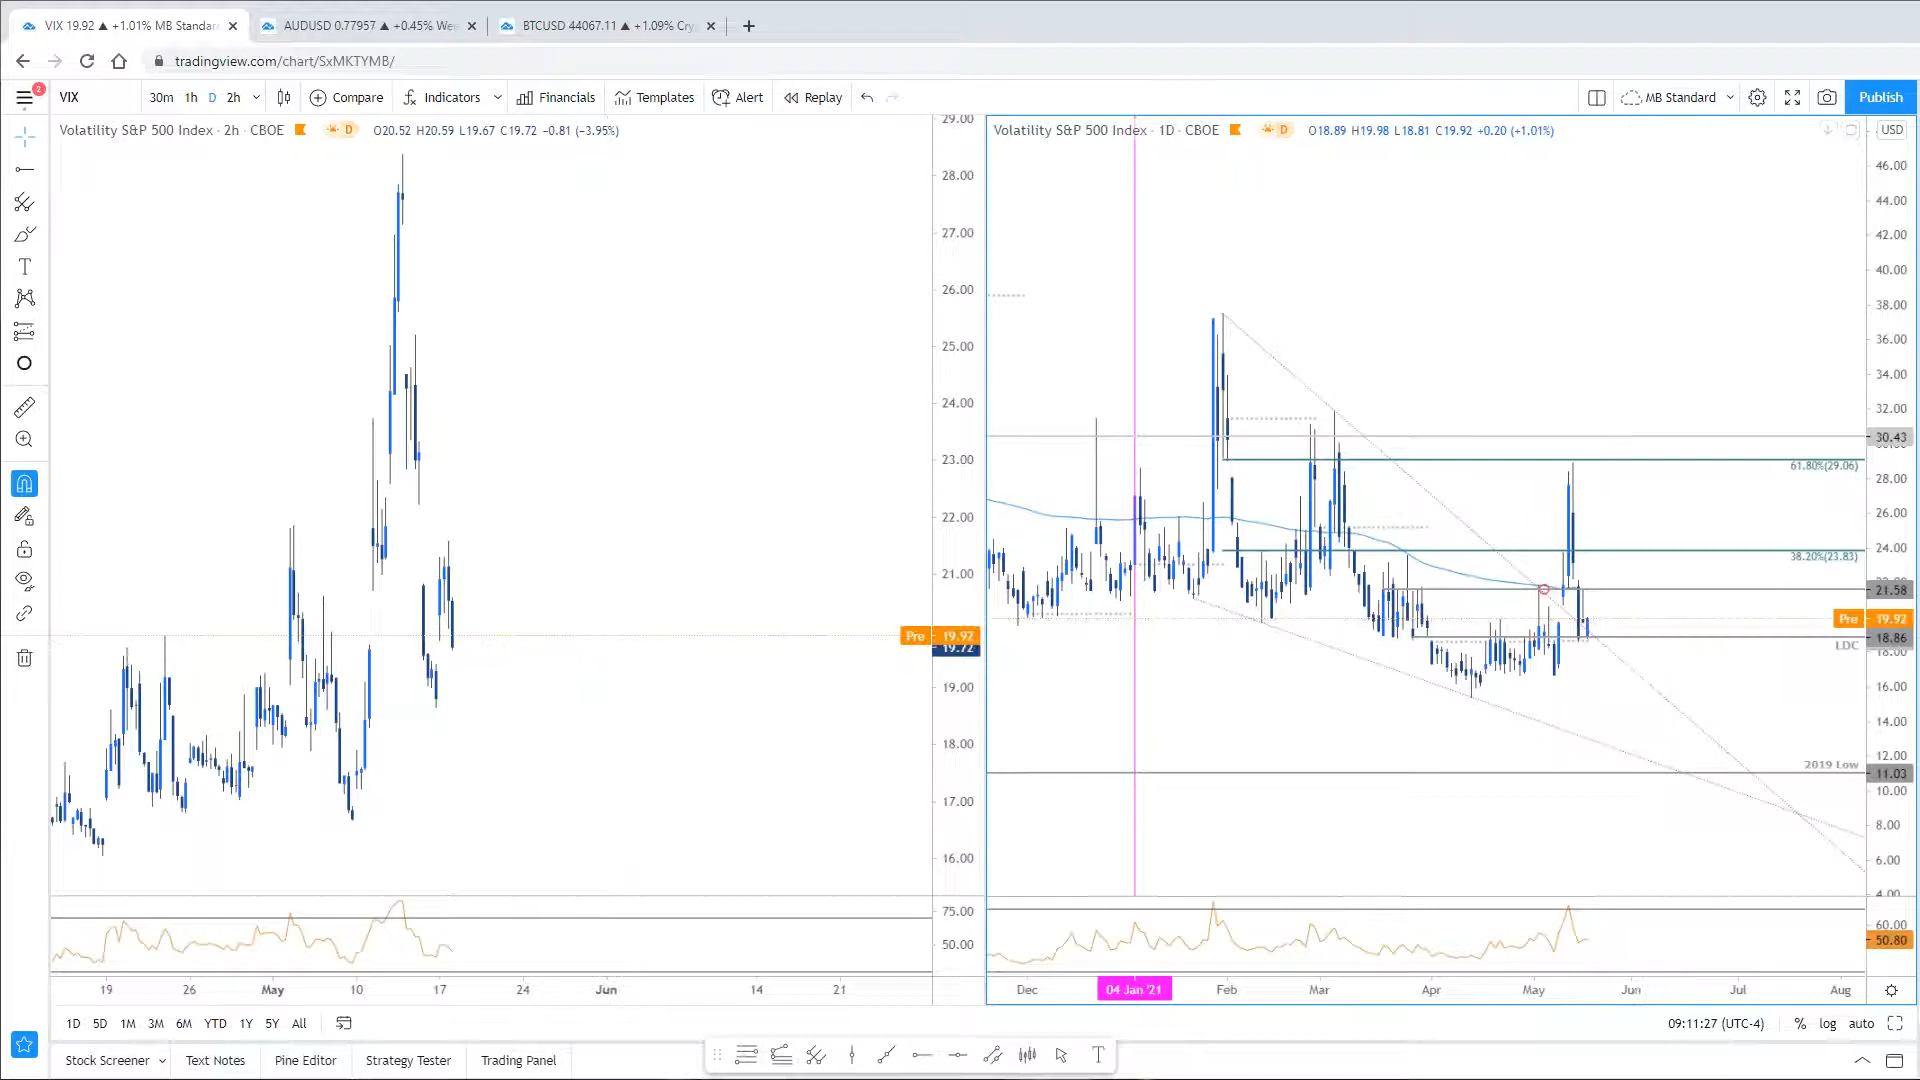 VIX 19.92 ▲ +1.01% MB Standar
AUDUSD 0.77957 ▲ +0.45% We
BTCUSD 44067.11 ▲ +1.09% Cry
tradingview.com/chart/SxMKTYMB/
2
VIX
30m 1h D 2h
Compare
Indicators
Financials
Templates
Alert
Replay
MB Standard
Publish
Volatility S&P 500 Index · 2h · CBOE D O20.52 H20.59 L19.67 C19.72 −0.81 (−3.95%)
29.00
28.00
27.00
26.00
25.00
24.00
23.00
22.00
21.00
Pre 19.92
19.72
19.00
18.00
17.00
16.00
75.00
50.00
19 26 May 10 17 24 Jun 14 21
Volatility S&P 500 Index · 1D · CBOE D O18.89 H19.98 L18.81 C19.92 +0.20 (+1.01%)
USD
46.00
44.00
42.00
40.00
38.00
36.00
34.00
32.00
30.43
61.80%(29.06)
28.00
26.00
24.00
38.20%(23.83)
21.58
Pre 19.92
18.86
LDC
18.00
16.00
14.00
12.00
2019 Low
11.03
10.00
8.00
6.00
4.00
60.00
50.80
Dec 04 Jan '21 Feb Mar Apr May Jun Jul Aug
1D 5D 1M 3M 6M YTD 1Y 5Y All
09:11:27 (UTC-4) % log auto
Stock Screener Text Notes Pine Editor Strategy Tester Trading Panel